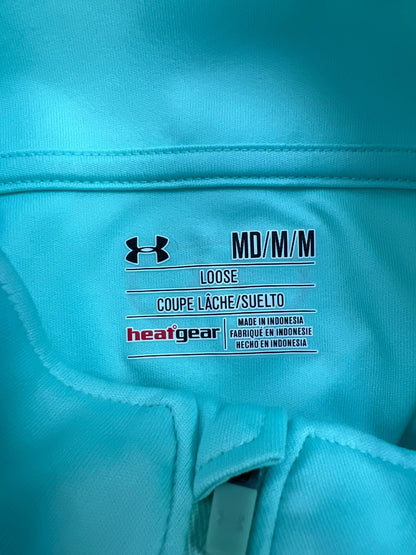 MD/M/M
LOOSE
COUPE LÂCHE/SUELTO
heatgear
MADE IN INDONESIA
FABRIQUÉ EN INDONESIE
HECHO EN INDONESIA